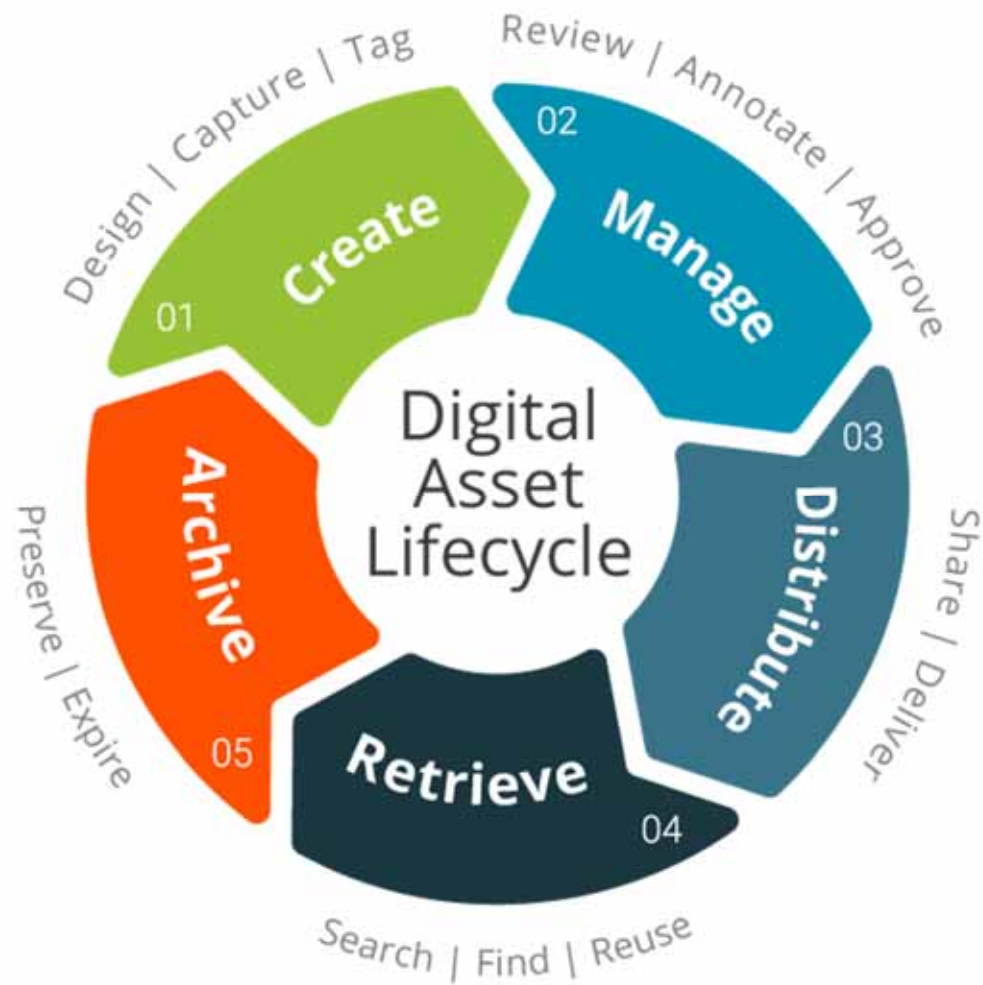 Digital
Asset
Lifecycle
01
Create
Design | Capture | Tag
02
Manage
Review | Annotate | Approve
03
Distribute
Share | Deliver
04
Retrieve
Search | Find | Reuse
05
Archive
Preserve | Expire